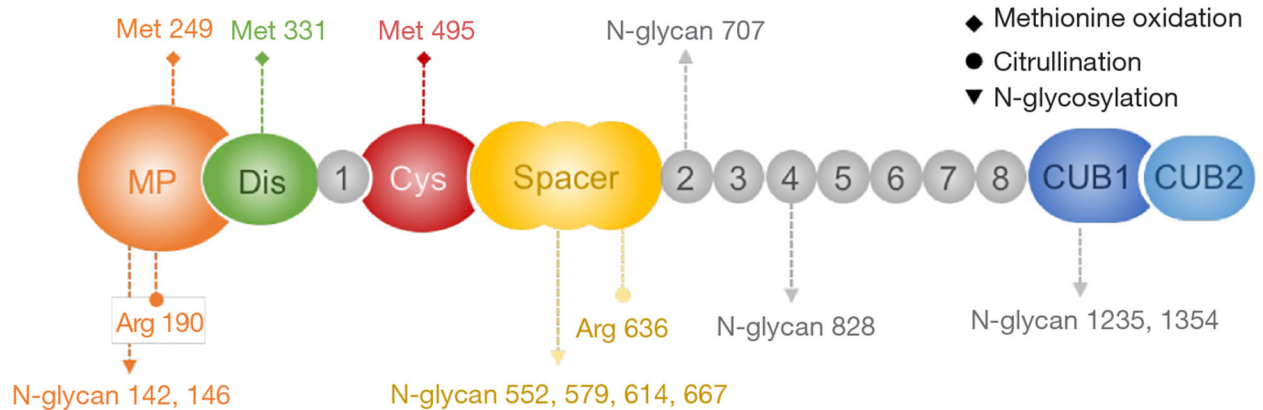 Met 249
Met 331
Met 495
N-glycan 707
Methionine oxidation
Citrullination
N-glycosylation
MP
Dis
1
Cys
Spacer
2
3
4
5
6
7
8
CUB1
CUB2
Arg 190
Arg 636
N-glycan 828
N-glycan 1235, 1354
N-glycan 142, 146
N-glycan 552, 579, 614, 667